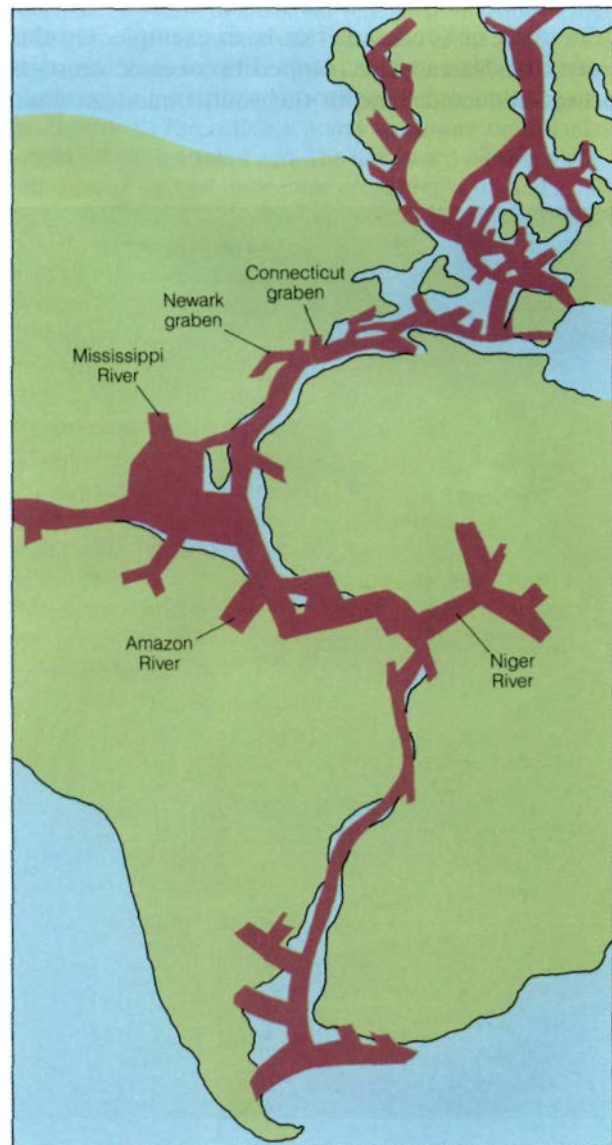 Connecticut
graben
Newark
graben
Mississippi
River
Amazon
River
Niger
River